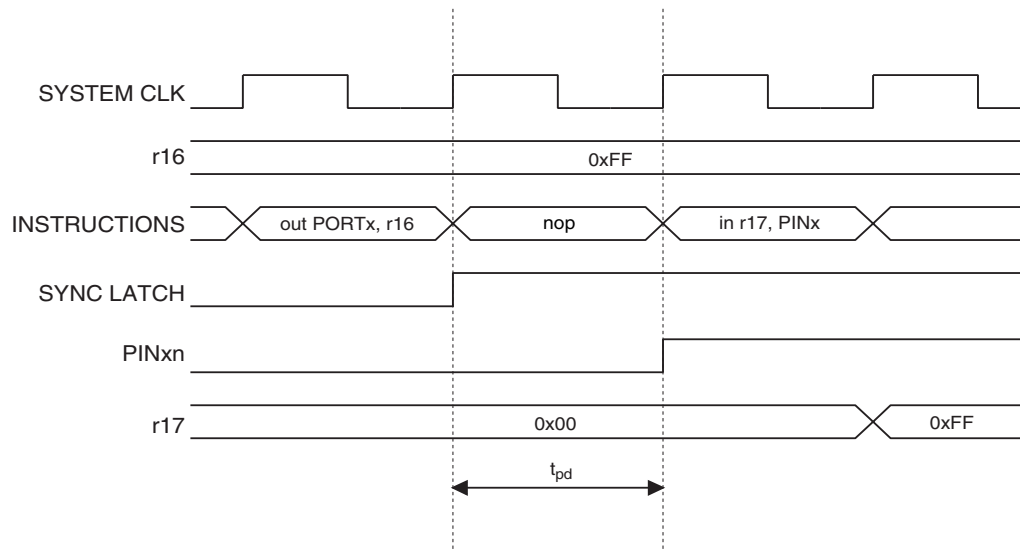 SYSTEM CLK
r16
0xFF
INSTRUCTIONS
out PORTx, r16
nop
in r17, PINx
SYNC LATCH
PINxn
r17
0x00
0xFF
tpd